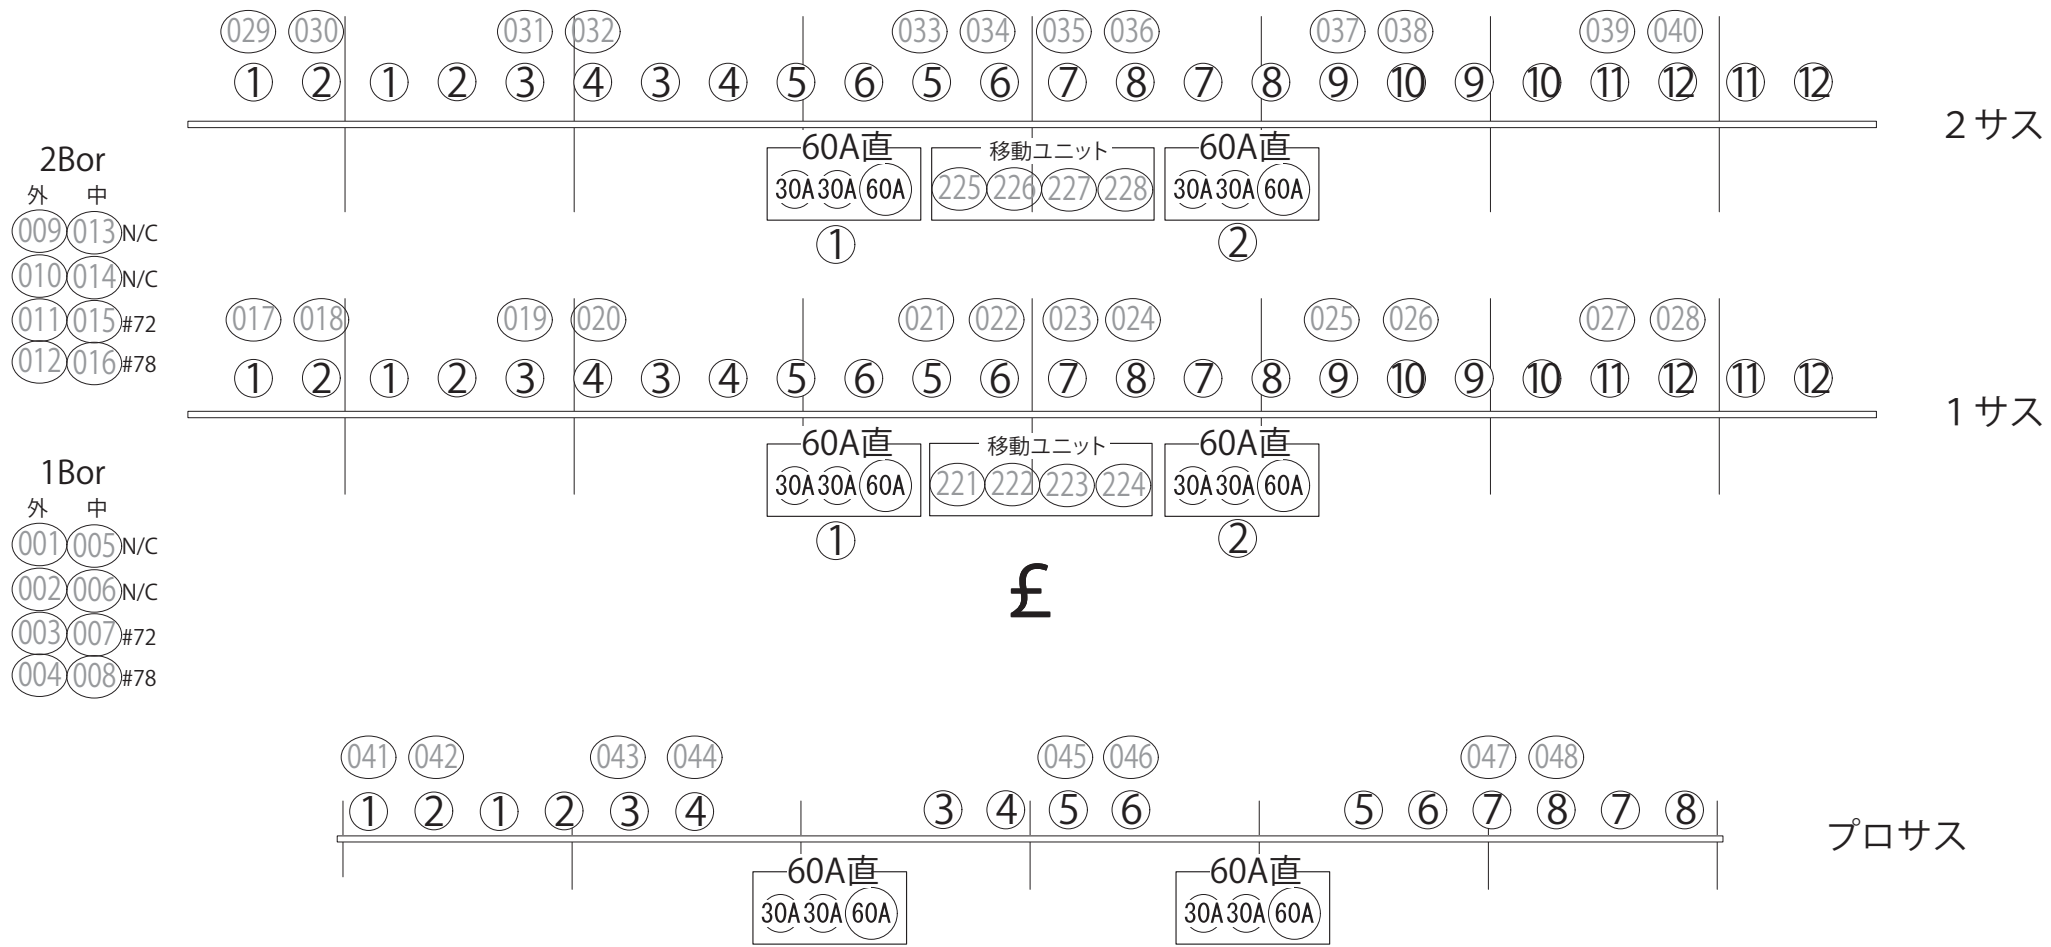 029 030 031 032 033 034 035 036 037 038 039 040
① ② ① ② ③ ④ ③ ④ ⑤ ⑥ ⑤ ⑥ ⑦ ⑧ ⑦ ⑧ ⑨ ⑩ ⑨ ⑩ ⑪ ⑫ ⑪ ⑫
2サス
60A直 移動ユニット 60A直
30A 30A 60A 225 226 227 228 30A 30A 60A
① ②
2Bor
外 中
009 013 N/C
010 014 N/C
011 015 #72
012 016 #78
017 018 019 020 021 022 023 024 025 026 027 028
① ② ① ② ③ ④ ③ ④ ⑤ ⑥ ⑤ ⑥ ⑦ ⑧ ⑦ ⑧ ⑨ ⑩ ⑨ ⑩ ⑪ ⑫ ⑪ ⑫
1サス
60A直 移動ユニット 60A直
30A 30A 60A 221 222 223 224 30A 30A 60A
① ②
£
1Bor
外 中
001 005 N/C
002 006 N/C
003 007 #72
004 008 #78
041 042 043 044 045 046 047 048
① ② ① ② ③ ④ ③ ④ ⑤ ⑥ ⑤ ⑥ ⑦ ⑧ ⑦ ⑧
プロサス
60A直 60A直
30A 30A 60A 30A 30A 60A